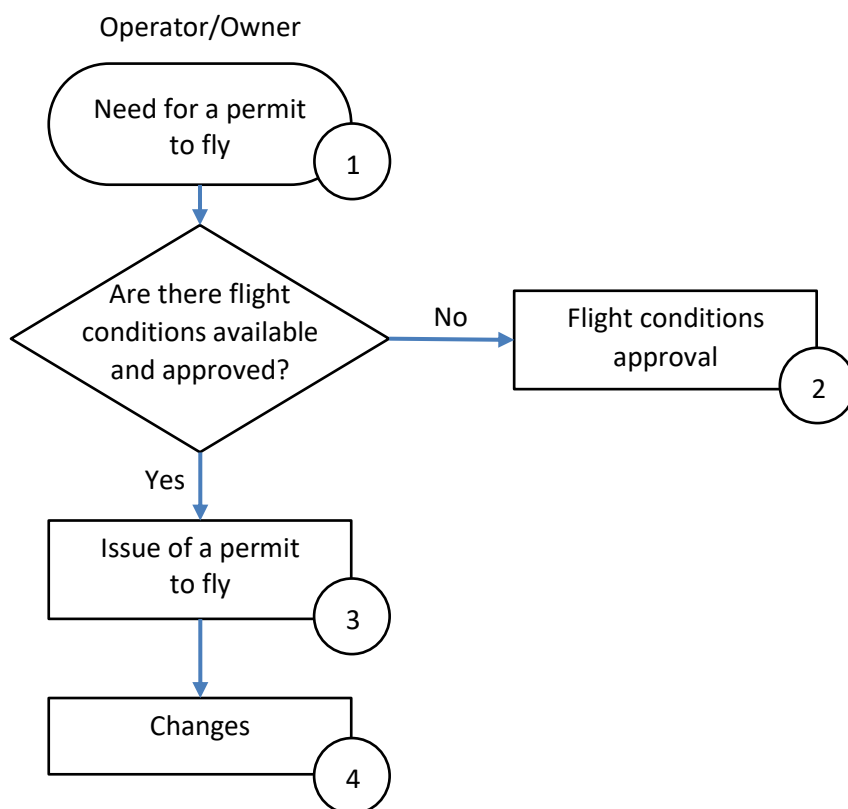 Operator/Owner
Need for a permit
to fly
1
Are there flight
conditions available
and approved?
No
Flight conditions
approval
2
Yes
Issue of a permit
to fly
3
Changes
4